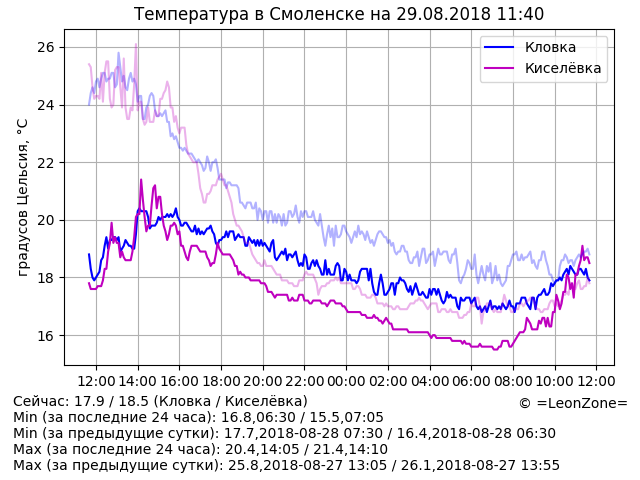 Температура в Смоленске на 29.08.2018 11:40
26
24
22
20
18
16
градусов Цельсия, °C
Кловка
Киселёвка
12:00 14:00 16:00 18:00 20:00 22:00 00:00 02:00 04:00 06:00 08:00 10:00 12:00
Сейчас: 17.9 / 18.5 (Кловка / Киселёвка)
© =LeonZone=
Min (за последние 24 часа): 16.8,06:30 / 15.5,07:05
Min (за предыдущие сутки): 17.7,2018-08-28 07:30 / 16.4,2018-08-28 06:30
Max (за последние 24 часа): 20.4,14:05 / 21.4,14:10
Max (за предыдущие сутки): 25.8,2018-08-27 13:05 / 26.1,2018-08-27 13:55